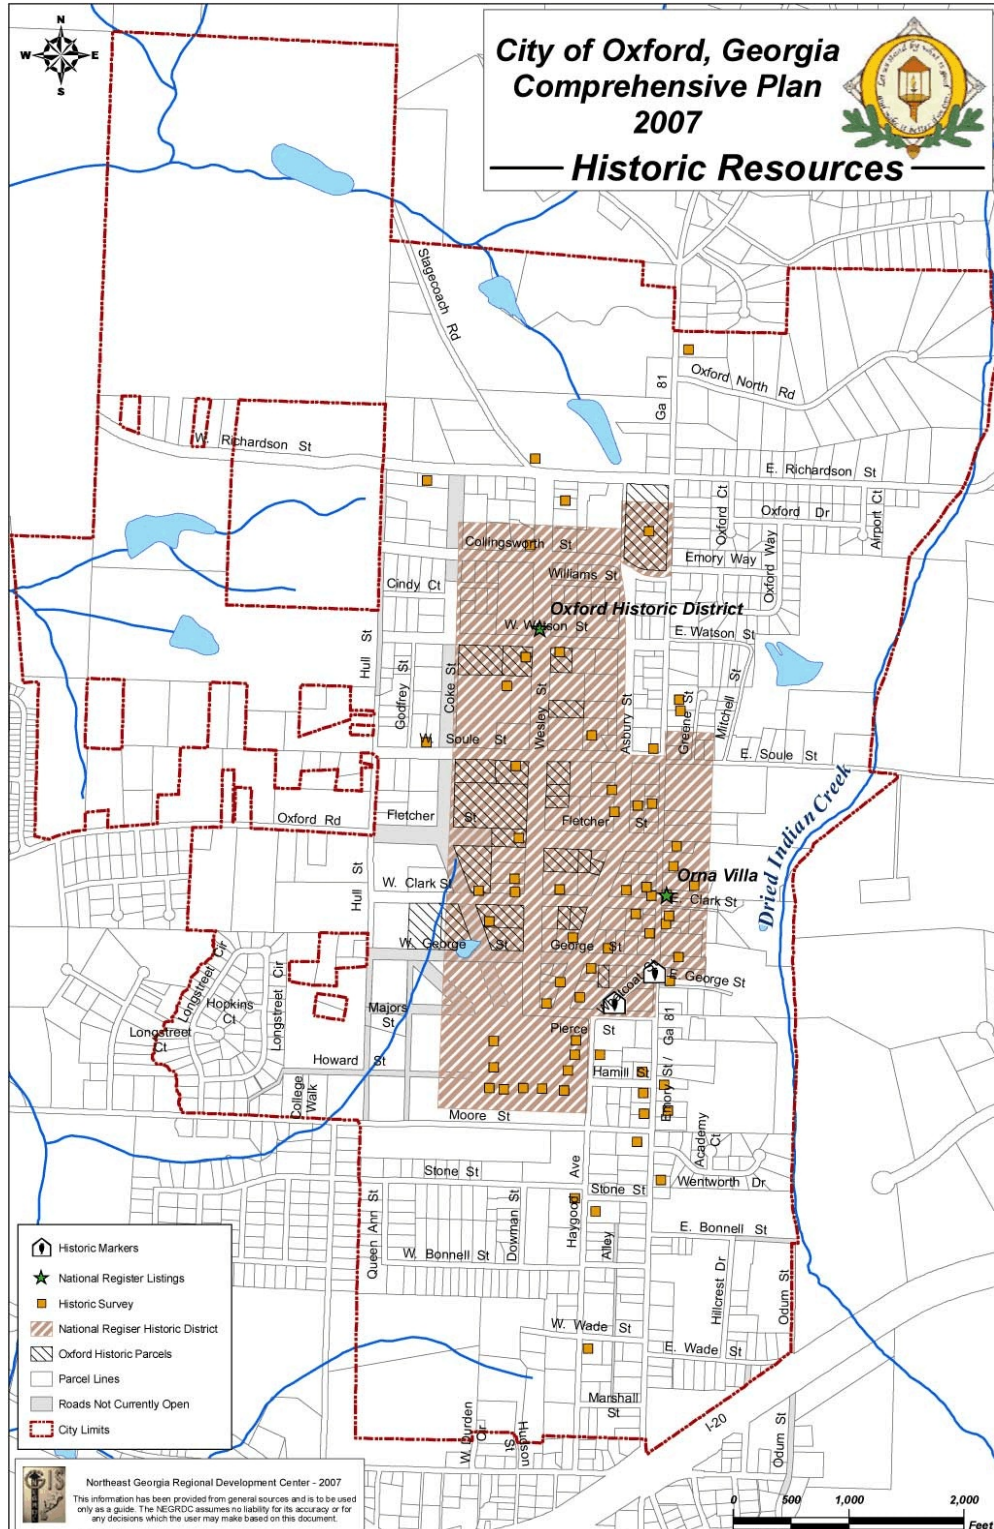 N
W
E
S
City of Oxford, Georgia
Comprehensive Plan
2007
Historic Resources
Stagecoach Rd
Ga 81
Oxford North Rd
W. Richardson St
E. Richardson St
Oxford Ct
Oxford Dr
Airport Ct
Collingsworth St
Emory Way
Oxford Way
Cindy Ct
Williams St
Oxford Historic District
W. Watson St
E. Watson St
Hull St
Godfrey St
Coke St
Wesley St
Asbury St
Greene St
Mitchell St
W. Soule St
E. Soule St
Dried Indian Creek
Oxford Rd
Fletcher St
Fletcher St
Orna Villa
W. Clark St
E. Clark St
Hull St
W. George St
George St
E. George St
Longstreet Cir
Hopkins
Ct
Longstreet Cir
Longstreet
Ct
Majors
St
Pierce St
Emory St / Ga 81
Howard St
Hamill St
College
Walk
Moore St
Academy
Ct
Stone St
Stone St
Wentworth Dr
Queen Ann St
Dowman St
Haygood Ave
Alley
E. Bonnell St
W. Bonnell St
Hillcrest Dr
Odum St
W. Wade St
E. Wade St
Marshall
St
I-20
W. Durden
Cir
Hudson
St
Odum St
Historic Markers
National Register Listings
Historic Survey
National Regiser Historic District
Oxford Historic Parcels
Parcel Lines
Roads Not Currently Open
City Limits
GIS
Northeast Georgia Regional Development Center - 2007
This information has been provided from general sources and is to be used
only as a guide. The NEGRDC assumes no liability for its accuracy or for
any decisions which the user may make based on this document.
0 500 1,000 2,000
Feet